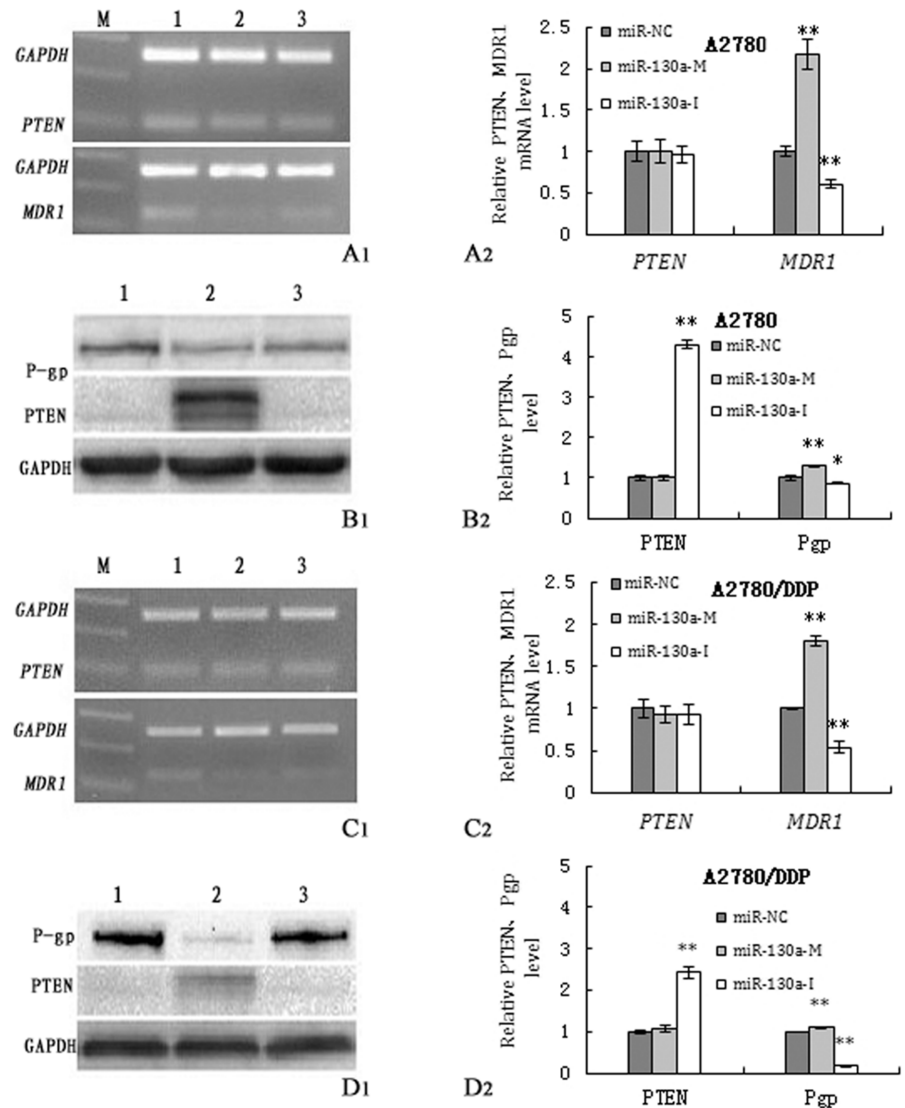 M 1 2 3
GAPDH
PTEN
GAPDH
MDR1
A1
Relative PTEN、MDR1
mRNA level
2.5
2
1.5
1
0.5
0
miR-NC
miR-130a-M
miR-130a-I
A2780
**
**
PTEN MDR1
A2
1 2 3
P-gp
PTEN
GAPDH
B1
Relative PTEN、Pgp
level
5
4
3
2
1
0
**
A2780
miR-NC
miR-130a-M
miR-130a-I
**
*
PTEN Pgp
B2
M 1 2 3
GAPDH
PTEN
GAPDH
MDR1
C1
Relative PTEN、MDR1
mRNA level
2.5
2
1.5
1
0.5
0
miR-NC
miR-130a-M
miR-130a-I
A2780/DDP
**
**
PTEN MDR1
C2
1 2 3
P-gp
PTEN
GAPDH
D1
Relative PTEN、Pgp
level
5
4
3
2
1
0
A2780/DDP
miR-NC
miR-130a-M
miR-130a-I
**
**
**
PTEN Pgp
D2